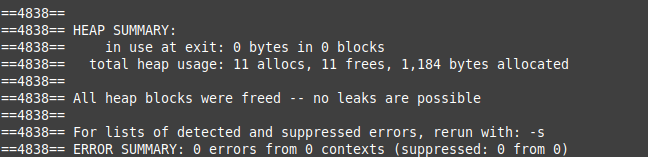 ==4838==
==4838== HEAP SUMMARY:
==4838==     in use at exit: 0 bytes in 0 blocks
==4838==   total heap usage: 11 allocs, 11 frees, 1,184 bytes allocated
==4838==
==4838== All heap blocks were freed -- no leaks are possible
==4838==
==4838== For lists of detected and suppressed errors, rerun with: -s
==4838== ERROR SUMMARY: 0 errors from 0 contexts (suppressed: 0 from 0)